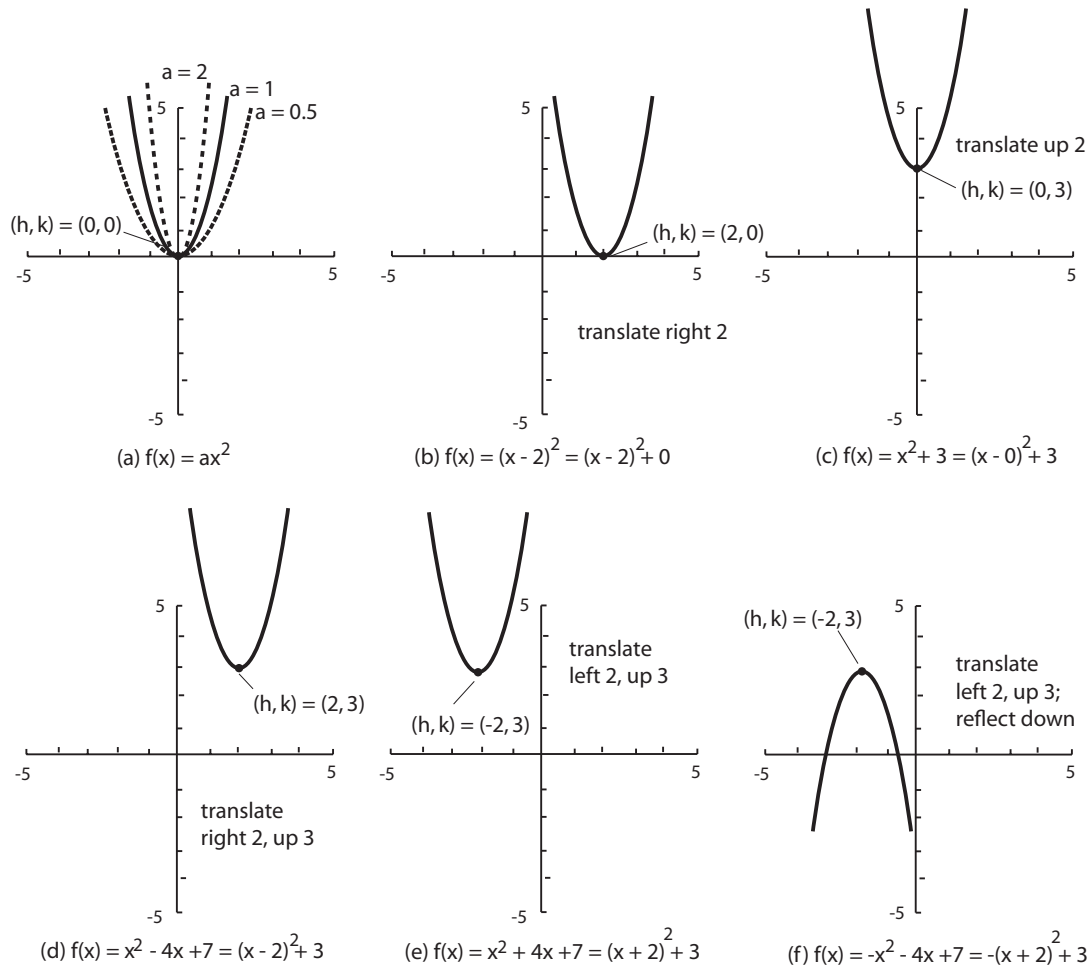 a = 2
a = 1
a = 0.5
5
(h, k) = (0, 0)
-5
5
-5
(a) f(x) = ax²
5
(h, k) = (2, 0)
-5
5
translate right 2
-5
(b) f(x) = (x - 2)² = (x - 2)² + 0
5
translate up 2
(h, k) = (0, 3)
-5
5
-5
(c) f(x) = x² + 3 = (x - 0)² + 3
5
(h, k) = (2, 3)
-5
5
translate
right 2, up 3
-5
(d) f(x) = x² - 4x +7 = (x - 2)² + 3
5
translate
left 2, up 3
(h, k) = (-2, 3)
-5
5
-5
(e) f(x) = x² + 4x +7 = (x + 2)² + 3
5
(h, k) = (-2, 3)
translate
left 2, up 3;
reflect down
-5
5
-5
(f) f(x) = -x² - 4x +7 = -(x + 2)² + 3